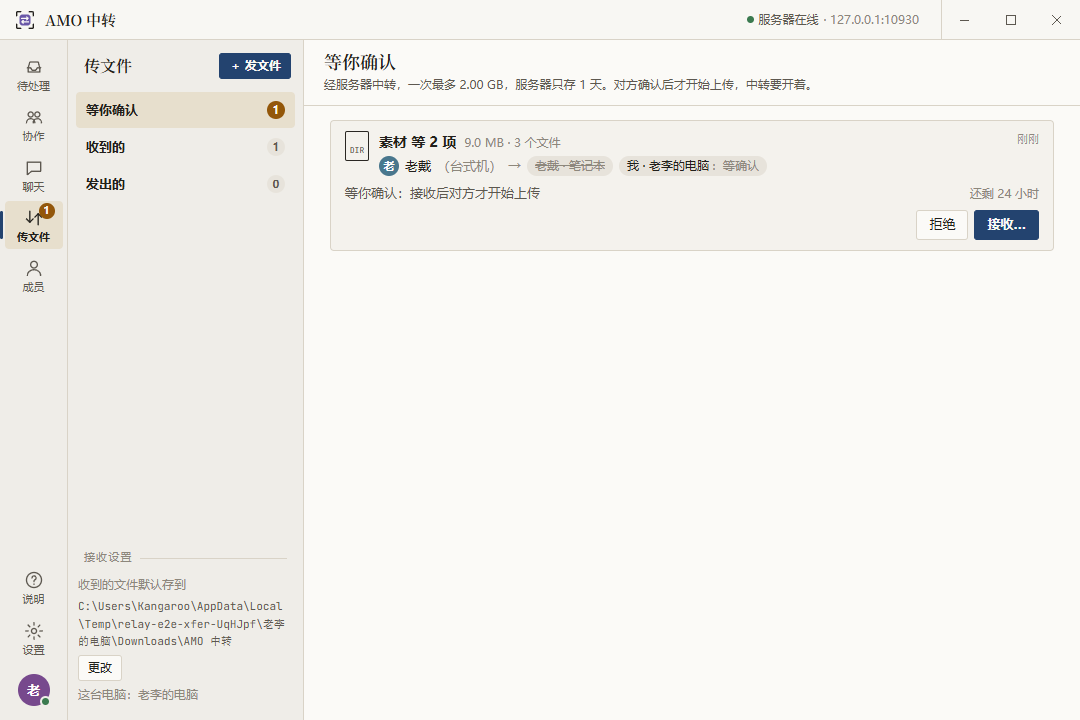 AMO 中转
服务器在线 · 127.0.0.1:10930
待处理
协作
聊天
1
传文件
成员
说明
设置
老
传文件
+ 发文件
等你确认 1
收到的 1
发出的 0
接收设置
收到的文件默认存到
C:\Users\Kangaroo\AppData\Local
\Temp\relay-e2e-xfer-UqHJpf\老李
的电脑\Downloads\AMO 中转
更改
这台电脑：老李的电脑
等你确认
经服务器中转，一次最多 2.00 GB，服务器只存 1 天。对方确认后才开始上传，中转要开着。
DIR
素材 等 2 项 9.0 MB · 3 个文件
刚刚
老 老戴 （台式机） → 老戴 · 笔记本 我 · 老李的电脑： 等确认
等你确认：接收后对方才开始上传
还剩 24 小时
拒绝
接收…